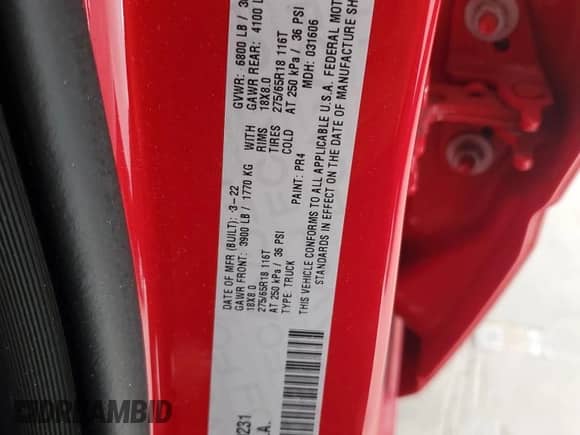 DATE OF MFR (BUILT): 3-22 GVWR: 6800 LB /
GAWR FRONT: 3900 LB / 1770 KG WITH GAWR REAR: 4100 L
18X8.0 RIMS 18X8.0
275/65R18 116T TIRES 275/65R18 116T
AT 250 kPa / 36 PSI COLD AT 250 kPa / 36 PSI
TYPE: TRUCK PAINT: PR4 MDH: 031606
THIS VEHICLE CONFORMS TO ALL APPLICABLE U.S.A. FEDERAL MOTOR
STANDARDS IN EFFECT ON THE DATE OF MANUFACTURE SH
231
.A.
DREAMBID